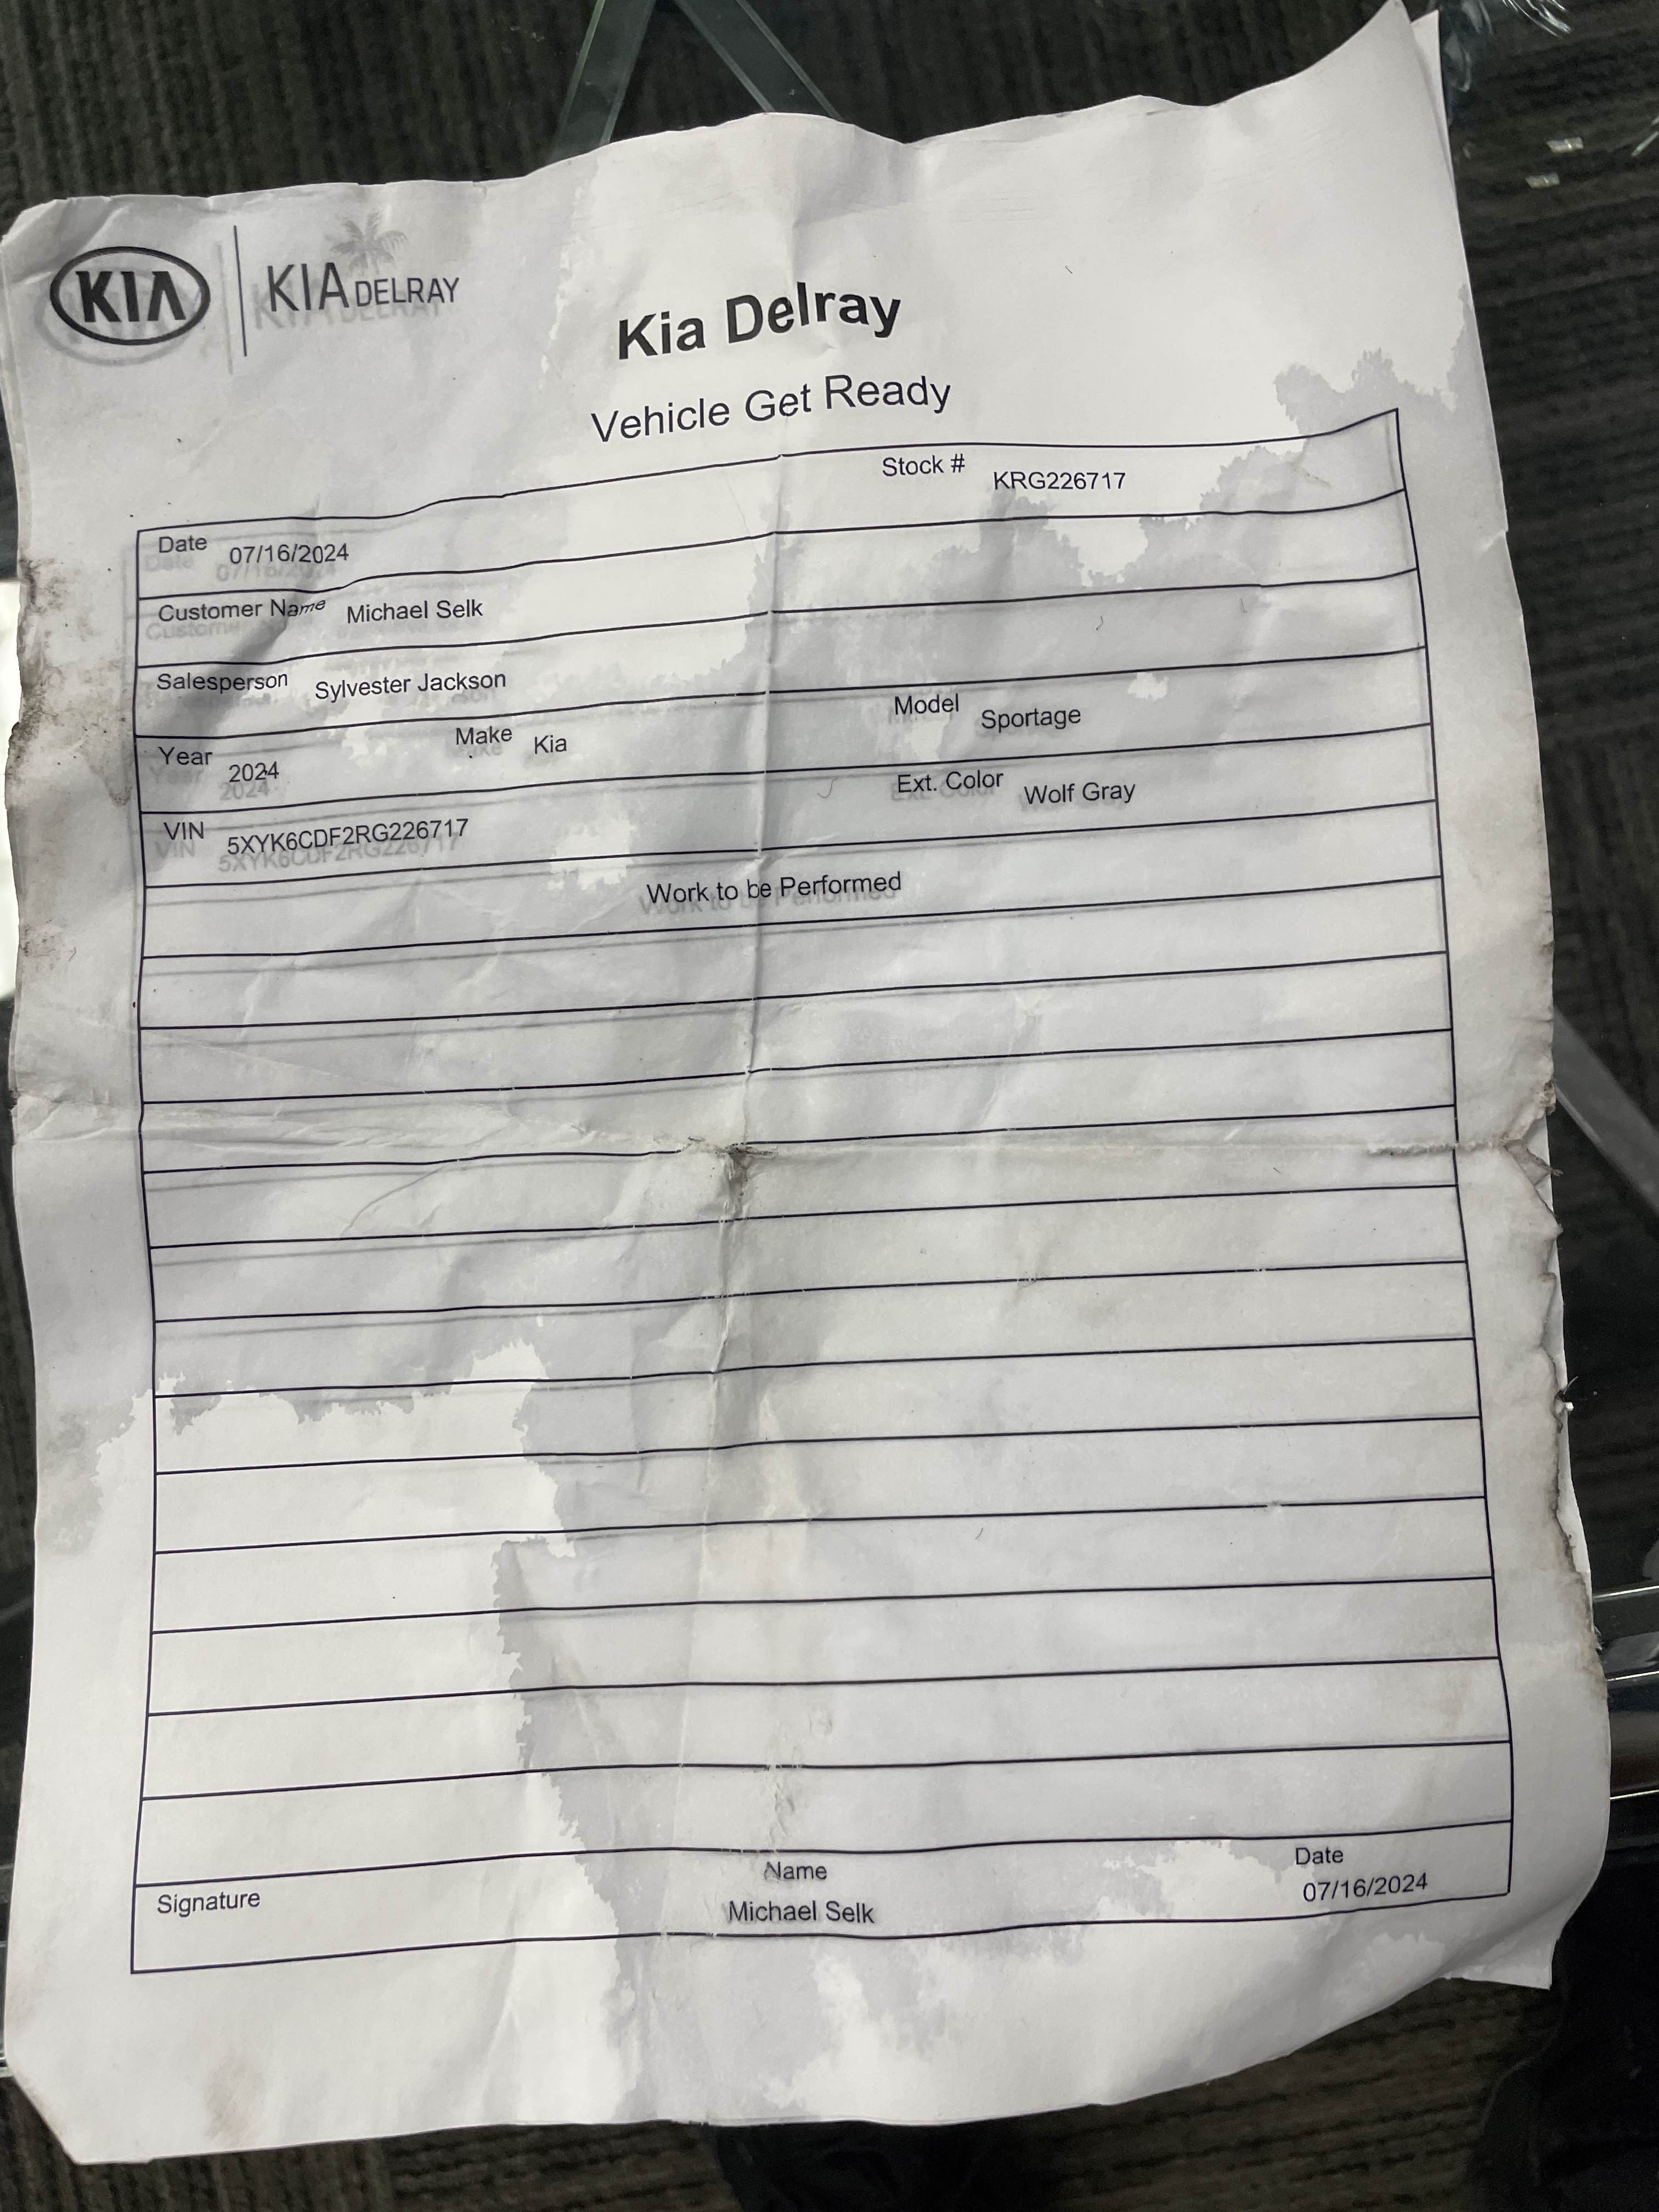 KIA KIA DELRAY
Kia Delray
Vehicle Get Ready
Date 07/16/2024 Stock # KRG226717
Customer Name Michael Selk
Salesperson Sylvester Jackson
Year 2024 Make Kia Model Sportage
VIN 5XYK6CDF2RG226717 Ext. Color Wolf Gray
Work to be Performed
Signature Name Michael Selk Date 07/16/2024